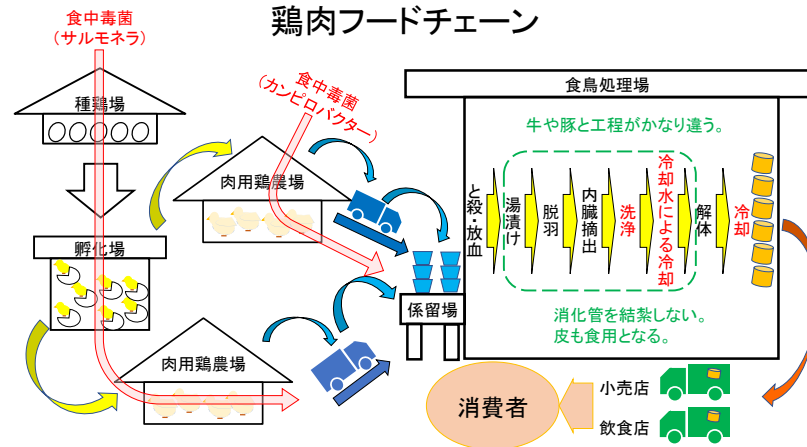 鶏肉フードチェーン
食中毒菌
（サルモネラ）
種鶏場
孵化場
食中毒菌
（カンピロバクター）
肉用鶏農場
肉用鶏農場
係留場
食鳥処理場
牛や豚と工程がかなり違う。
と殺・放血
湯漬け
脱羽
内臓摘出
洗浄
冷却水による冷却
解体
冷却
消化管を結紮しない。
皮も食用となる。
小売店
飲食店
消費者